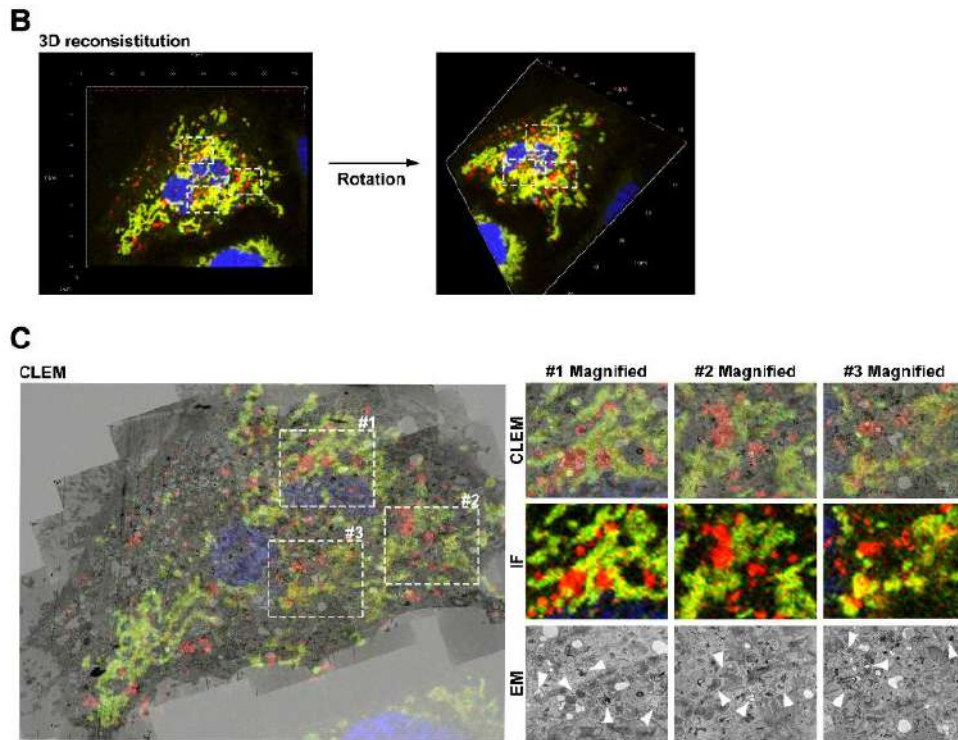 B
3D reconsistitution
Rotation
C
CLEM
#1
#2
#3
#1 Magnified
#2 Magnified
#3 Magnified
CLEM
IF
EM